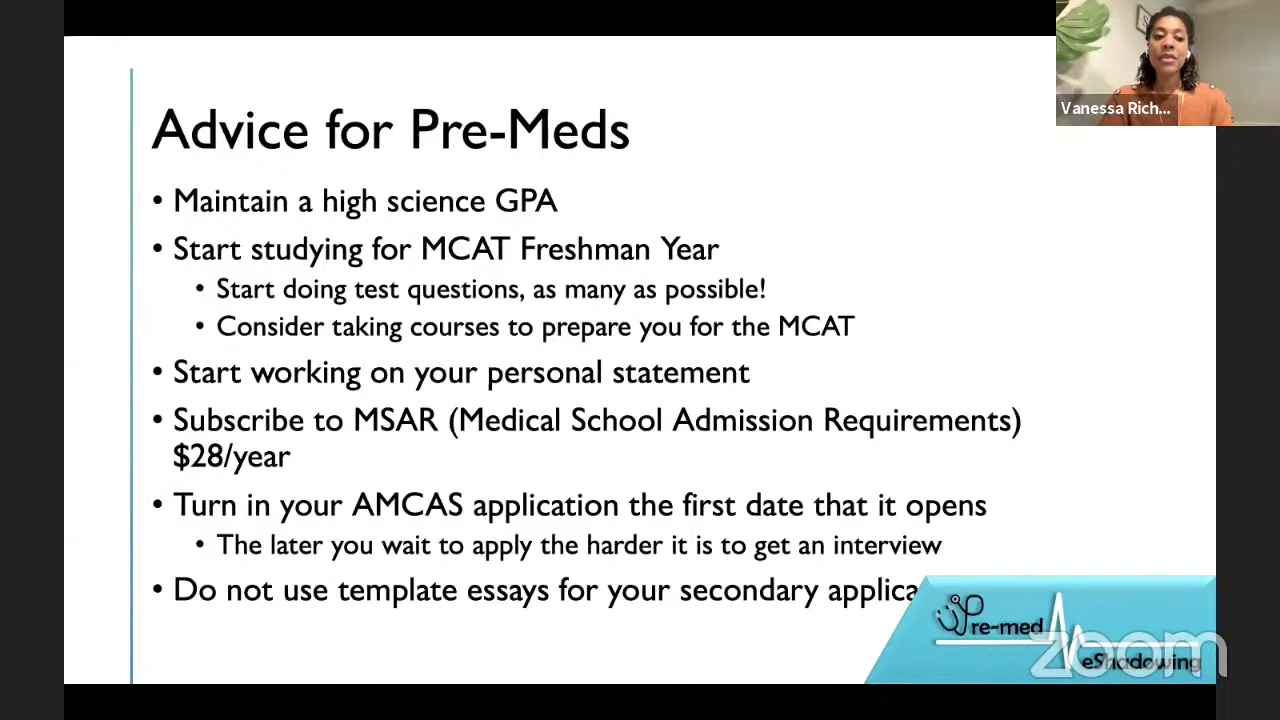 Advice for Pre-Meds
• Maintain a high science GPA
• Start studying for MCAT Freshman Year
• Start doing test questions, as many as possible!
• Consider taking courses to prepare you for the MCAT
• Start working on your personal statement
• Subscribe to MSAR (Medical School Admission Requirements)
$28/year
• Turn in your AMCAS application the first date that it opens
• The later you wait to apply the harder it is to get an interview
• Do not use template essays for your secondary applica
Vanessa Rich...
Pre-med
eShadowing
zoom